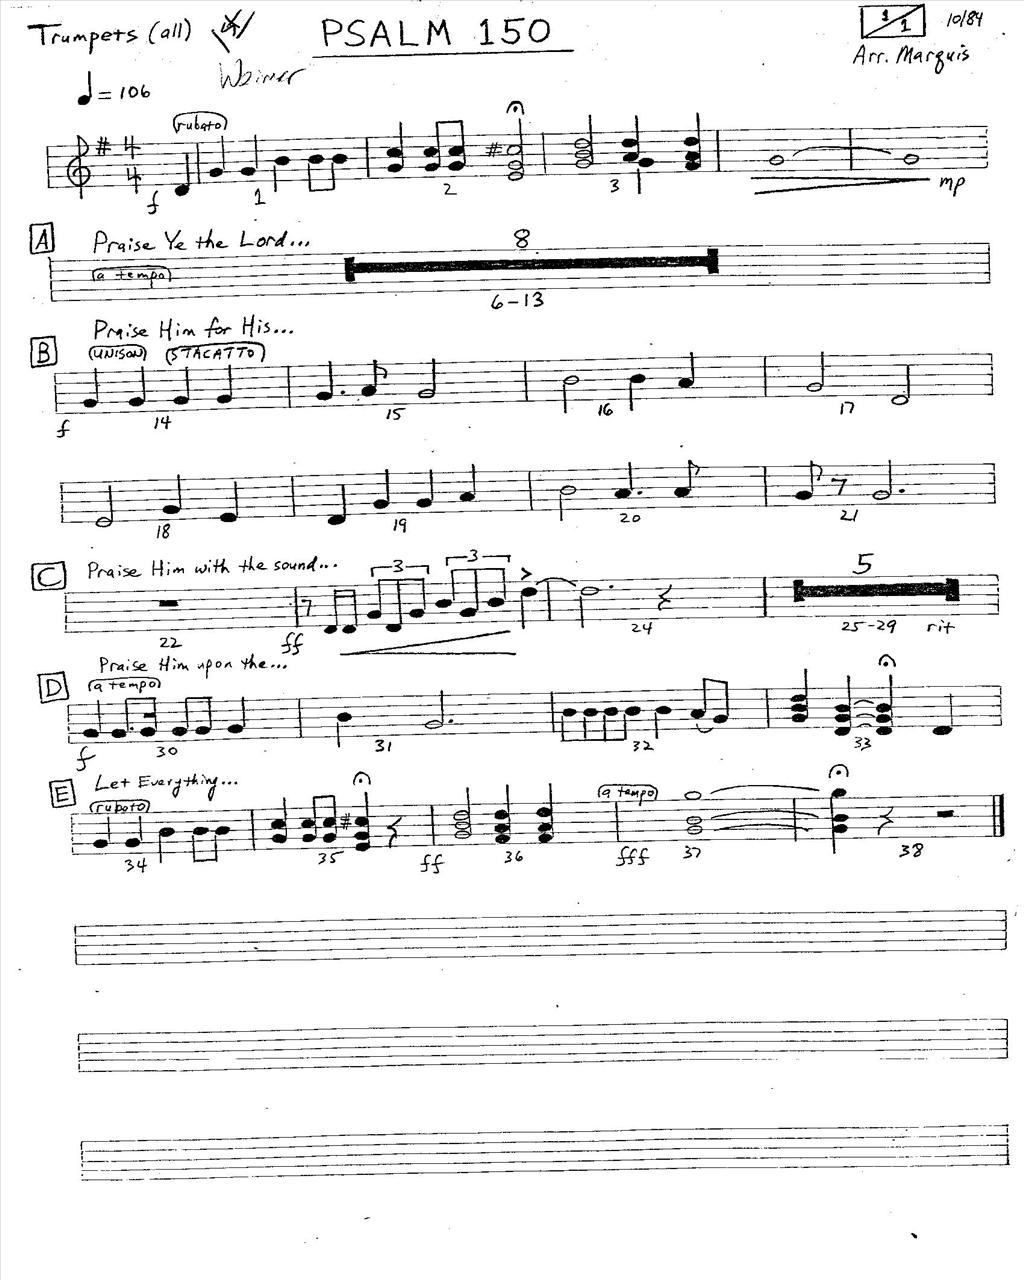 Trumpets (all) PSALM 150 1/1 10/84
Arr. Marquis
♩ = 106
rubato
4
4
f 1 2 3 mp
A Praise Ye the Lord... 8
a tempo
6-13
B Praise Him for His...
UNISON STACATTO
f 14 15 16 17
18 19 20 21
C Praise Him with the sound... 3 3 5
22 ff 24 25-29 rit
D Praise Him upon the...
a tempo
f 30 31 32 33
E Let Everything... a tempo
rubato
34 35 ff 36 fff 37 38